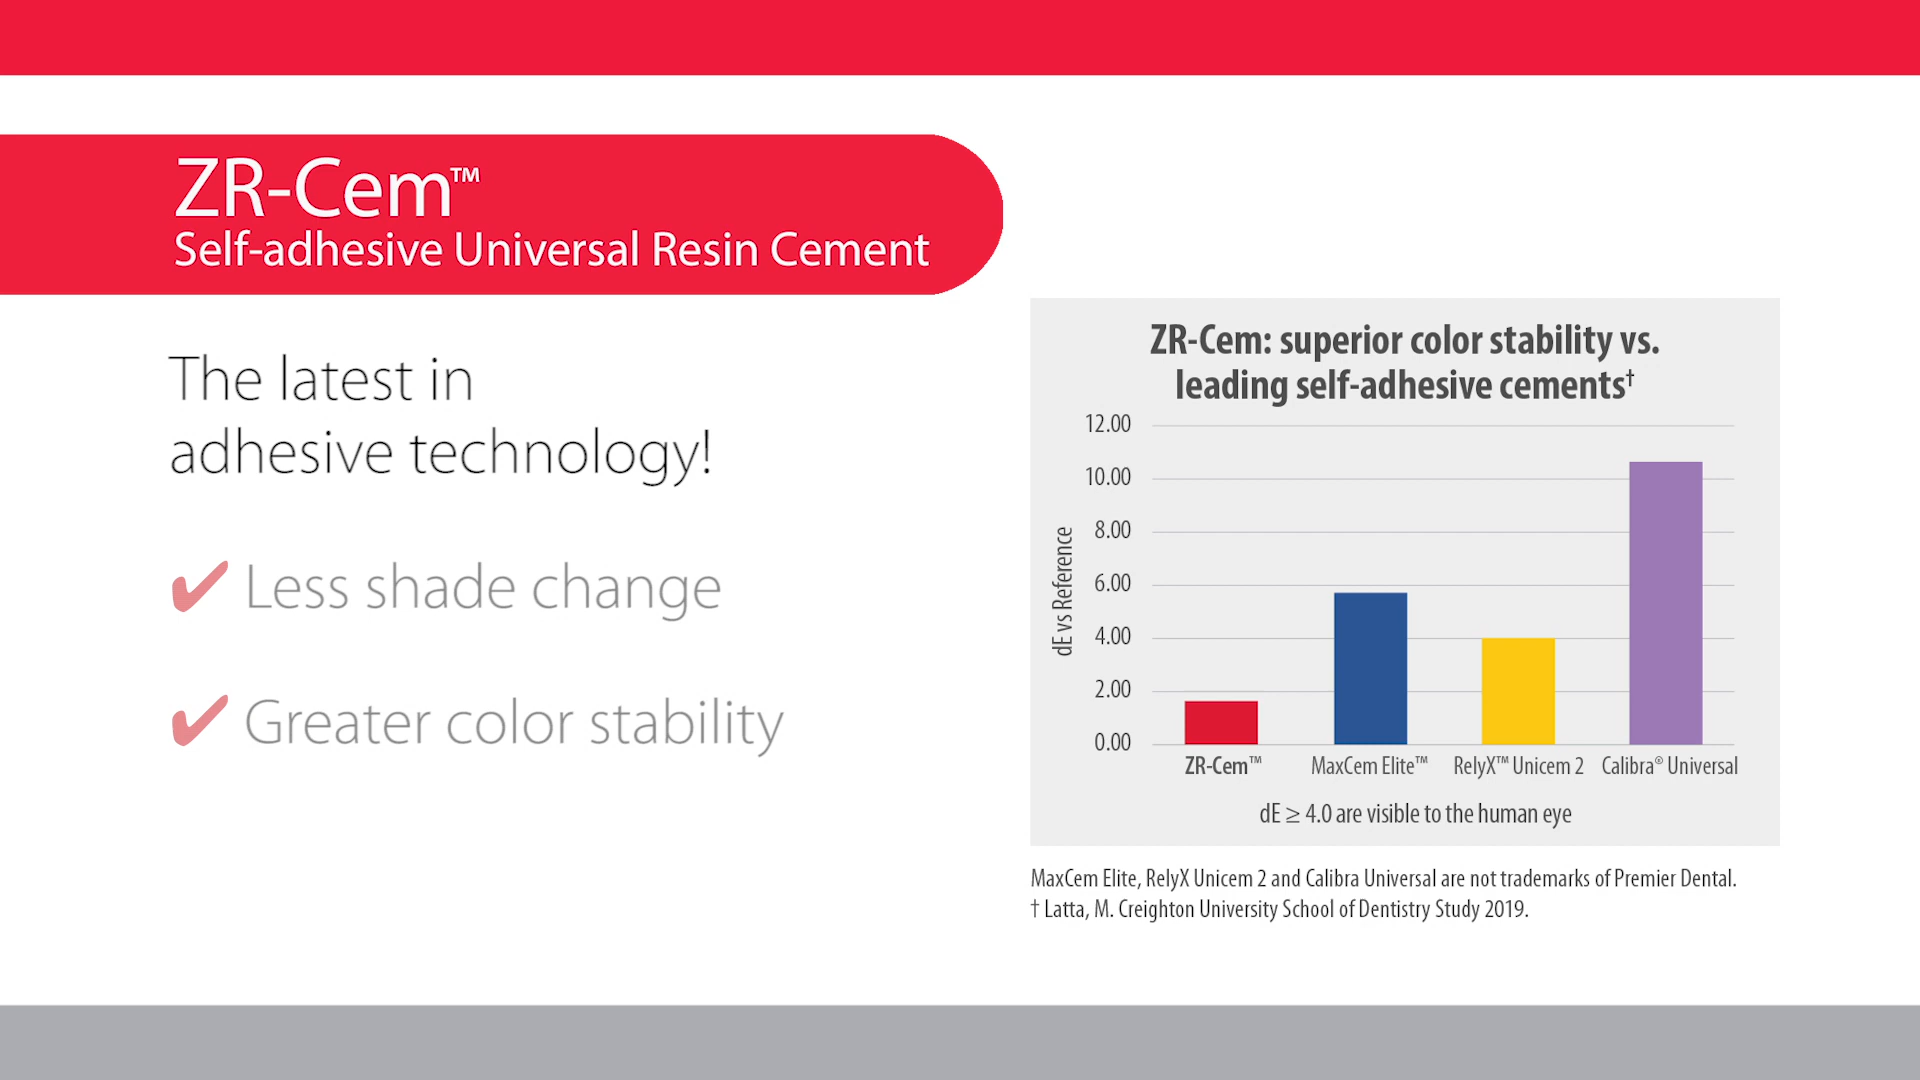 ZR-Cem™
Self-adhesive Universal Resin Cement
The latest in
adhesive technology!
✔ Less shade change
✔ Greater color stability
ZR-Cem: superior color stability vs.
leading self-adhesive cements†
dE vs Reference
12.00
10.00
8.00
6.00
4.00
2.00
0.00
ZR-Cem™ MaxCem Elite™ RelyX™ Unicem 2 Calibra® Universal
dE ≥ 4.0 are visible to the human eye
MaxCem Elite, RelyX Unicem 2 and Calibra Universal are not trademarks of Premier Dental.
† Latta, M. Creighton University School of Dentistry Study 2019.